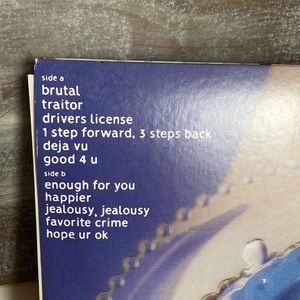 side a
brutal
traitor
drivers license
1 step forward, 3 steps back
deja vu
good 4 u
side b
enough for you
happier
jealousy, jealousy
favorite crime
hope ur ok